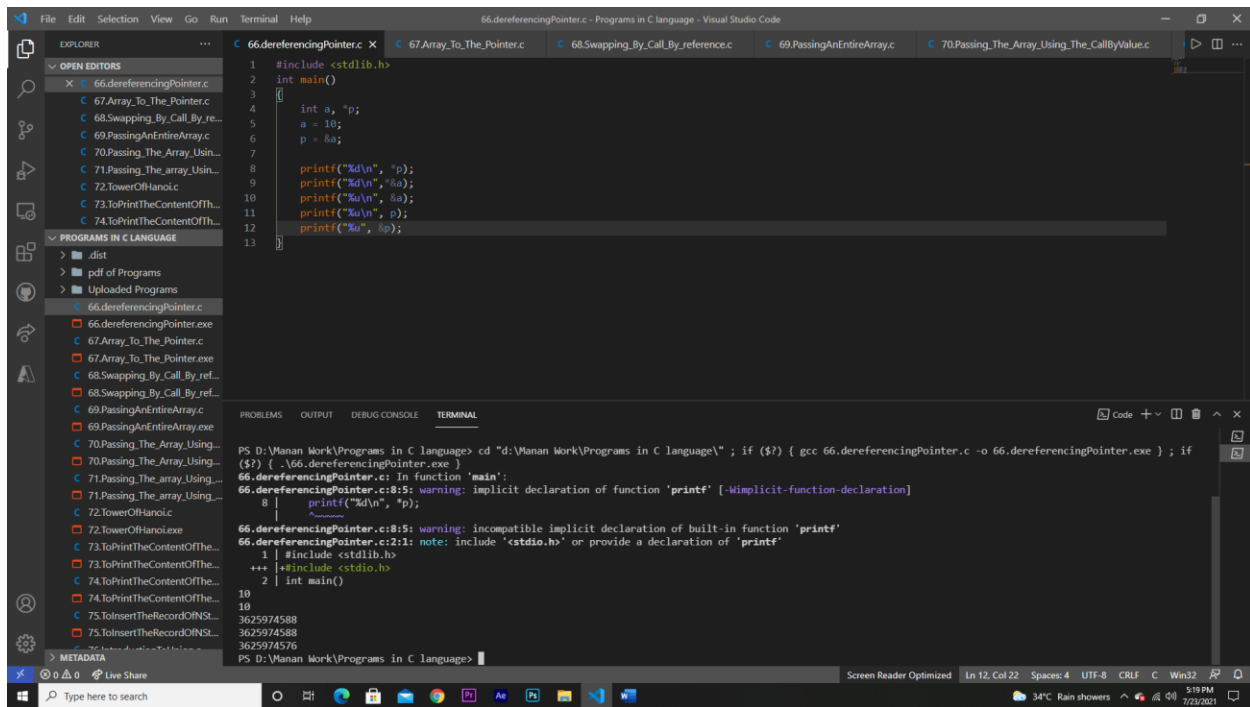 File Edit Selection View Go Run Terminal Help 66.dereferencingPointer.c - Programs in C language - Visual Studio Code
EXPLORER
66.dereferencingPointer.c 67.Array_To_The_Pointer.c 68.Swapping_By_Call_By_reference.c 69.PassingAnEntireArray.c 70.Passing_The_Array_Using_The_CallByValue.c
OPEN EDITORS
66.dereferencingPointer.c
67.Array_To_The_Pointer.c
68.Swapping_By_Call_By_re...
69.PassingAnEntireArray.c
70.Passing_The_Array_Usin...
71.Passing_The_array_Usin...
72.TowerOfHanoi.c
73.ToPrintTheContentOfTh...
74.ToPrintTheContentOfTh...
PROGRAMS IN C LANGUAGE
.dist
pdf of Programs
Uploaded Programs
66.dereferencingPointer.c
66.dereferencingPointer.exe
67.Array_To_The_Pointer.c
67.Array_To_The_Pointer.exe
68.Swapping_By_Call_By_ref...
68.Swapping_By_Call_By_ref...
69.PassingAnEntireArray.c
69.PassingAnEntireArray.exe
70.Passing_The_Array_Using...
70.Passing_The_Array_Using...
71.Passing_The_array_Using_...
71.Passing_The_array_Using_...
72.TowerOfHanoi.c
72.TowerOfHanoi.exe
73.ToPrintTheContentOfThe...
73.ToPrintTheContentOfThe...
74.ToPrintTheContentOfThe...
74.ToPrintTheContentOfThe...
75.ToInsertTheRecordOfNSt...
75.ToInsertTheRecordOfNSt...
METADATA
1 #include <stdlib.h>
2 int main()
3 {
4 int a, *p;
5 a = 10;
6 p = &a;
7
8 printf("%d\n", *p);
9 printf("%d\n",*&a);
10 printf("%u\n", &a);
11 printf("%u\n", p);
12 printf("%u", &p);
13 }
PROBLEMS OUTPUT DEBUG CONSOLE TERMINAL Code
PS D:\Manan Work\Programs in C language> cd "d:\Manan Work\Programs in C language\" ; if ($?) { gcc 66.dereferencingPointer.c -o 66.dereferencingPointer.exe } ; if
($?) { .\66.dereferencingPointer.exe }
66.dereferencingPointer.c: In function 'main':
66.dereferencingPointer.c:8:5: warning: implicit declaration of function 'printf' [-Wimplicit-function-declaration]
8 | printf("%d\n", *p);
| ^~~~~~
66.dereferencingPointer.c:8:5: warning: incompatible implicit declaration of built-in function 'printf'
66.dereferencingPointer.c:2:1: note: include '<stdio.h>' or provide a declaration of 'printf'
1 | #include <stdlib.h>
+++ |+#include <stdio.h>
2 | int main()
10
10
3625974588
3625974588
3625974576
PS D:\Manan Work\Programs in C language>
0 0 Live Share Screen Reader Optimized Ln 12, Col 22 Spaces: 4 UTF-8 CRLF C Win32
Type here to search Pr Ae Ps 34°C Rain showers 5:19 PM
7/23/2021